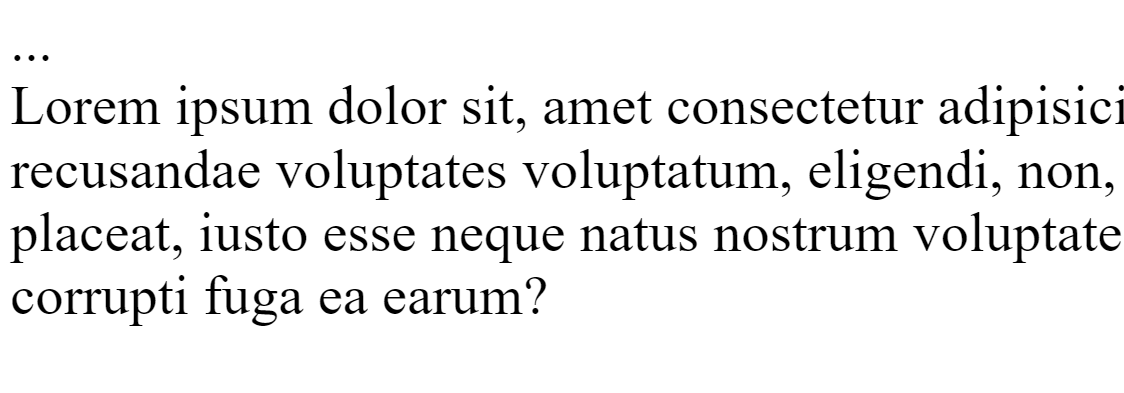 ...
Lorem ipsum dolor sit, amet consectetur adipisici
recusandae voluptates voluptatum, eligendi, non,
placeat, iusto esse neque natus nostrum voluptate
corrupti fuga ea earum?